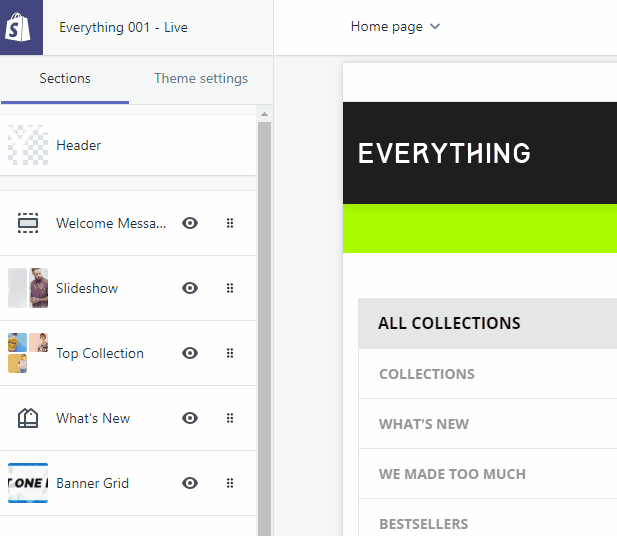 Everything 001 - Live
Home page
Sections
Theme settings
Header
Welcome Messa...
Slideshow
Top Collection
What's New
T ONE
Banner Grid
EVERYTHING
ALL COLLECTIONS
COLLECTIONS
WHAT'S NEW
WE MADE TOO MUCH
BESTSELLERS